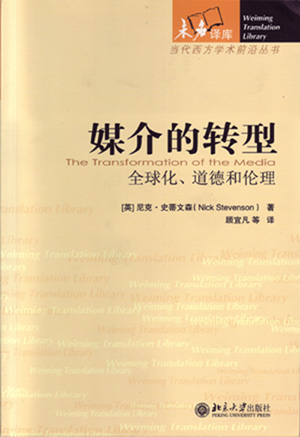 未名译库
Weiming
Translation
Library
当代西方学术前沿丛书
媒介的转型
The Transformation of the Media
全球化、道德和伦理
[英] 尼克·史蒂文森(Nick Stevenson) 著
顾宜凡 等 译
Weiming Translation Library
北京大学出版社
PEKING UNIVERSITY PRESS